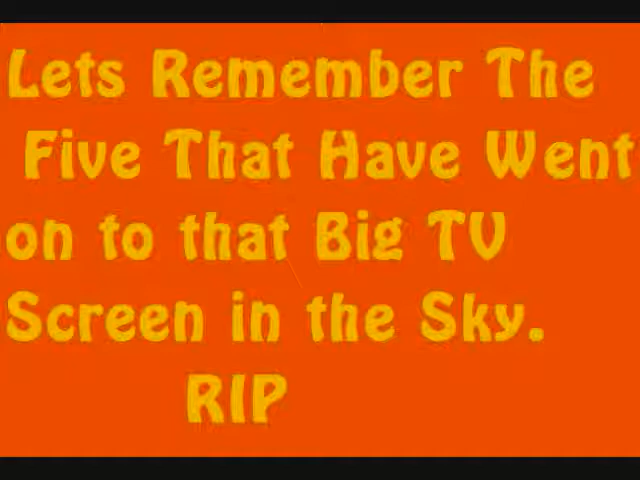 Lets Remember The
Five That Have Went
on to that Big TV
Screen in the Sky.
RIP